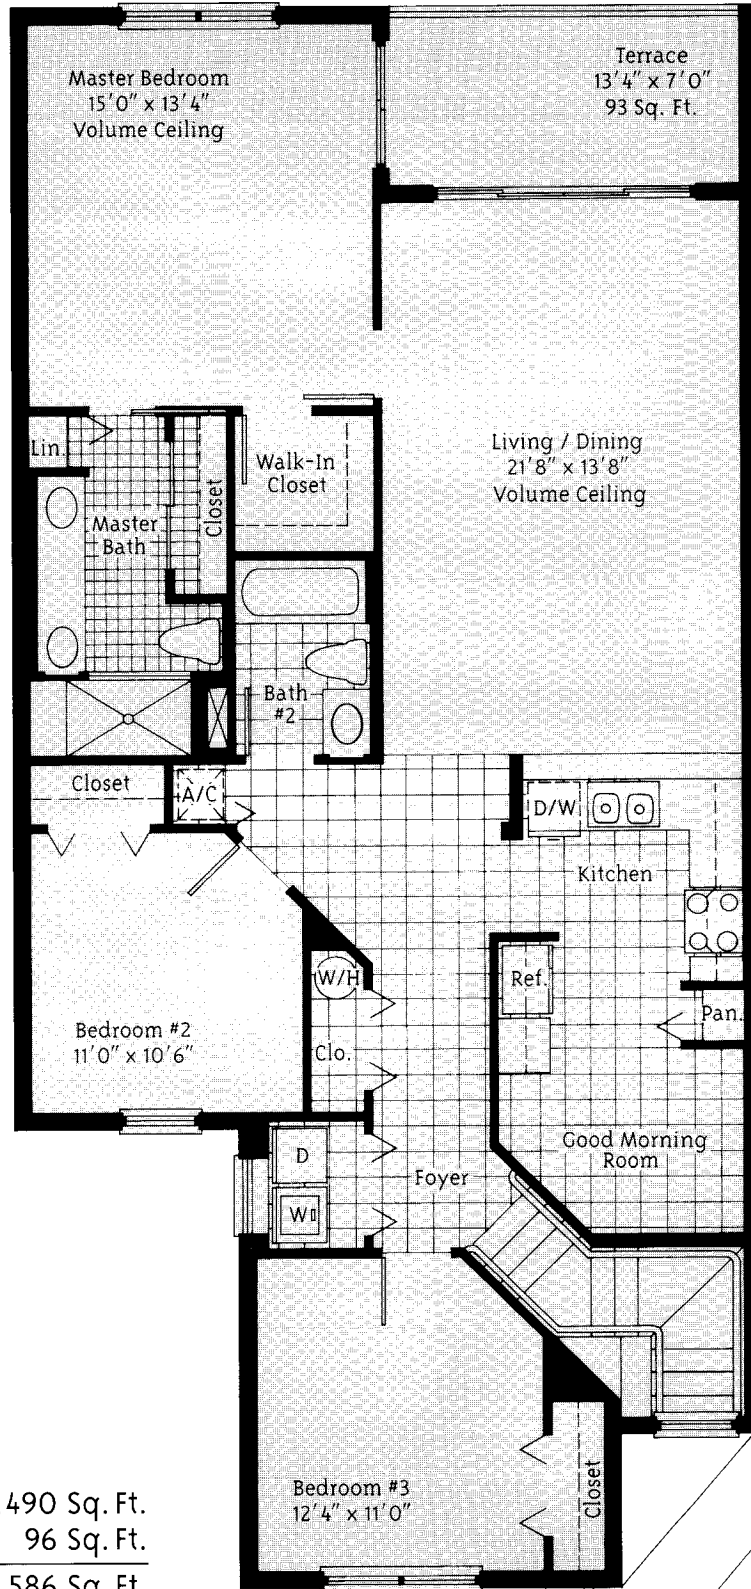 Terrace
13'4" x 7'0"
93 Sq. Ft.
Master Bedroom
15'0" x 13'4"
Volume Ceiling
Living / Dining
21'8" x 13'8"
Volume Ceiling
Lin.
Walk-In
Closet
Closet
Master
Bath
Bath
#2
Closet
A/C
D/W
Kitchen
W/H
Ref.
Pan.
Bedroom #2
11'0" x 10'6"
Clo.
Good Morning
Room
D
Foyer
W
Bedroom #3
12'4" x 11'0"
Closet
490 Sq. Ft.
96 Sq. Ft.
586 Sq. Ft.